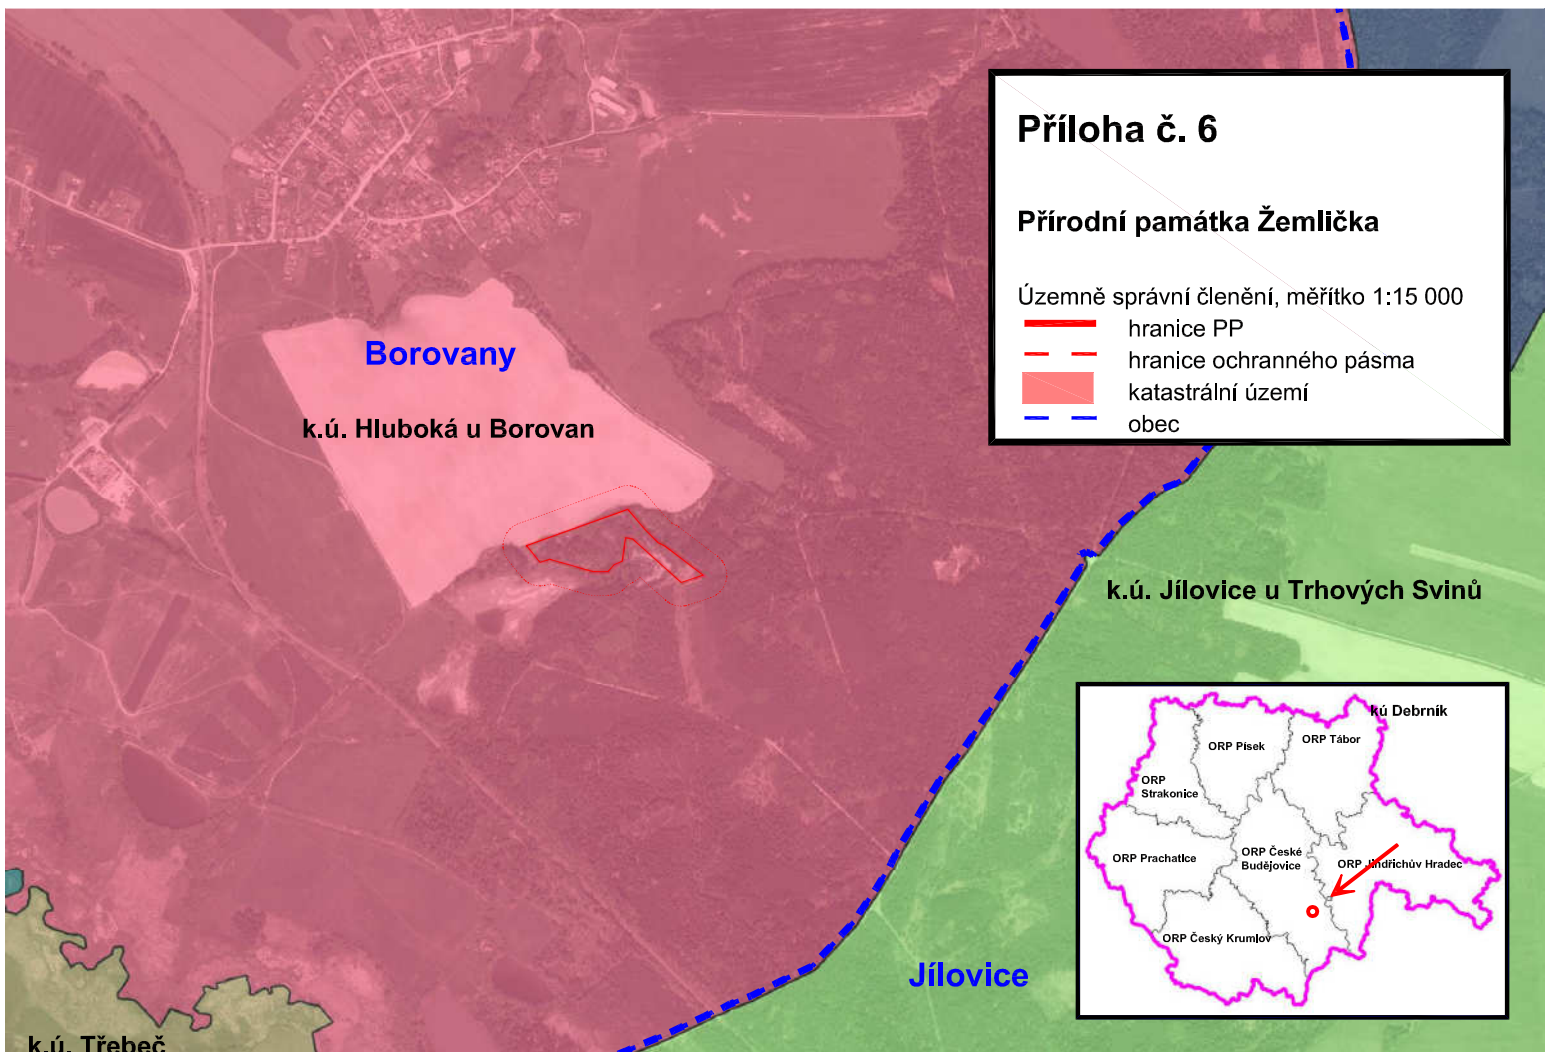 Příloha č. 6
Přírodní památka Žemlička
Územně správní členění, měřítko 1:15 000
hranice PP
hranice ochranného pásma
katastrální území
obec
Borovany
k.ú. Hluboká u Borovan
k.ú. Jílovice u Trhových Svinů
kú Debrník
ORP Písek
ORP Tábor
ORP
Strakonice
ORP Prachatice
ORP České
Budějovice
ORP Jindřichův Hradec
ORP Český Krumlov
Jílovice
k.ú. Třebeč